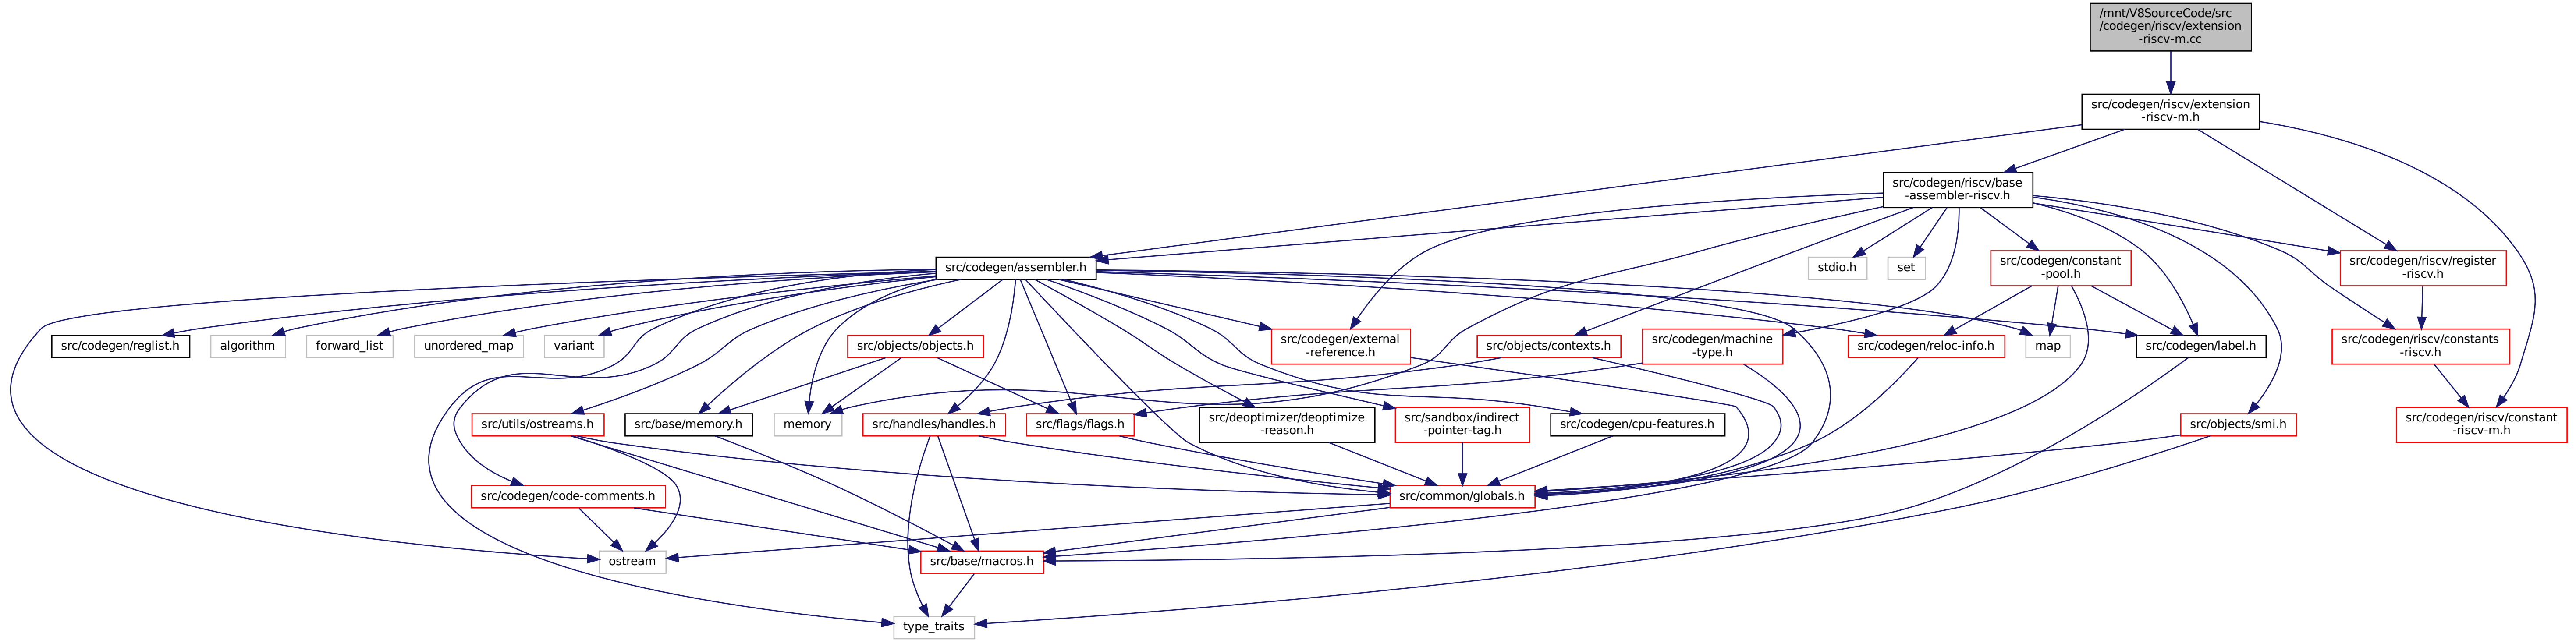 /mnt/V8SourceCode/src
/codegen/riscv/extension
-riscv-m.cc
src/codegen/riscv/extension
-riscv-m.h
src/codegen/riscv/base
-assembler-riscv.h
src/codegen/assembler.h
stdio.h
set
src/codegen/constant
-pool.h
src/codegen/riscv/register
-riscv.h
src/codegen/reglist.h
algorithm
forward_list
unordered_map
variant
src/objects/objects.h
src/codegen/external
-reference.h
src/objects/contexts.h
src/codegen/machine
-type.h
src/codegen/reloc-info.h
map
src/codegen/label.h
src/codegen/riscv/constants
-riscv.h
src/utils/ostreams.h
src/base/memory.h
memory
src/handles/handles.h
src/flags/flags.h
src/deoptimizer/deoptimize
-reason.h
src/sandbox/indirect
-pointer-tag.h
src/codegen/cpu-features.h
src/objects/smi.h
src/codegen/riscv/constant
-riscv-m.h
src/codegen/code-comments.h
src/common/globals.h
ostream
src/base/macros.h
type_traits